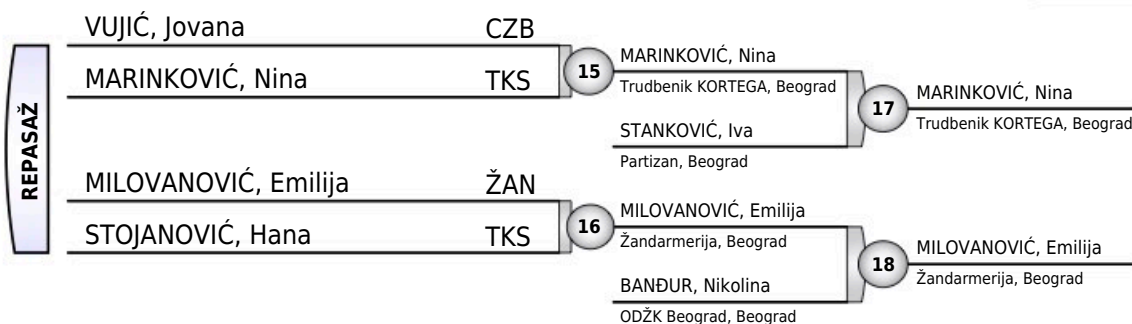 REPASAŽ
VUJIĆ, Jovana CZB
MARINKOVIĆ, Nina TKS
15
MARINKOVIĆ, Nina
Trudbenik KORTEGA, Beograd
STANKOVIĆ, Iva
Partizan, Beograd
17
MARINKOVIĆ, Nina
Trudbenik KORTEGA, Beograd
MILOVANOVIĆ, Emilija ŽAN
STOJANOVIĆ, Hana TKS
16
MILOVANOVIĆ, Emilija
Žandarmerija, Beograd
BANĐUR, Nikolina
ODŽK Beograd, Beograd
18
MILOVANOVIĆ, Emilija
Žandarmerija, Beograd